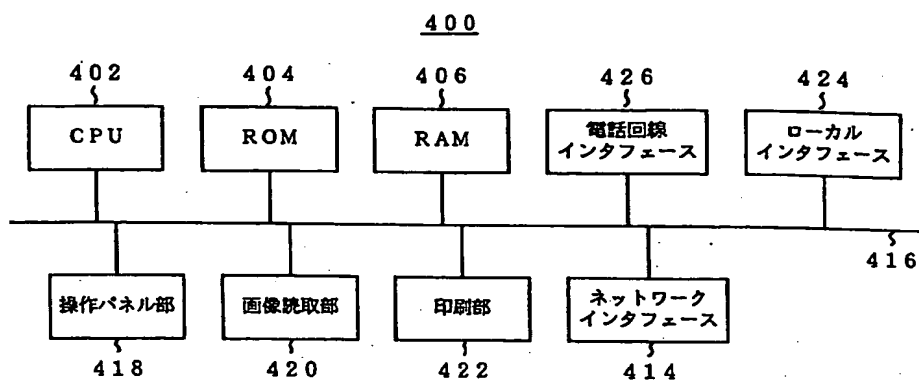 400
402
404
406
426
424
CPU
ROM
RAM
電話回線
インタフェース
ローカル
インタフェース
416
操作パネル部
画像読取部
印刷部
ネットワーク
インタフェース
418
420
422
414